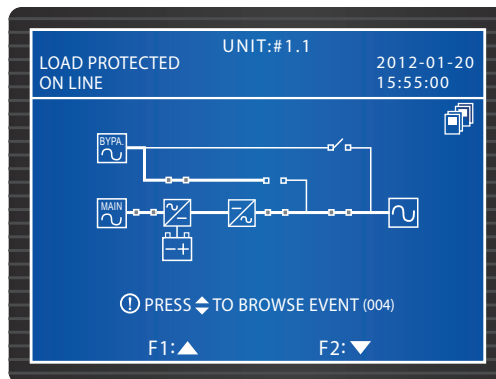 UNIT:#1.1
LOAD PROTECTED
ON LINE
2012-01-20
15:55:00
BYPA.
MAIN
PRESS TO BROWSE EVENT (004)
F1: F2: